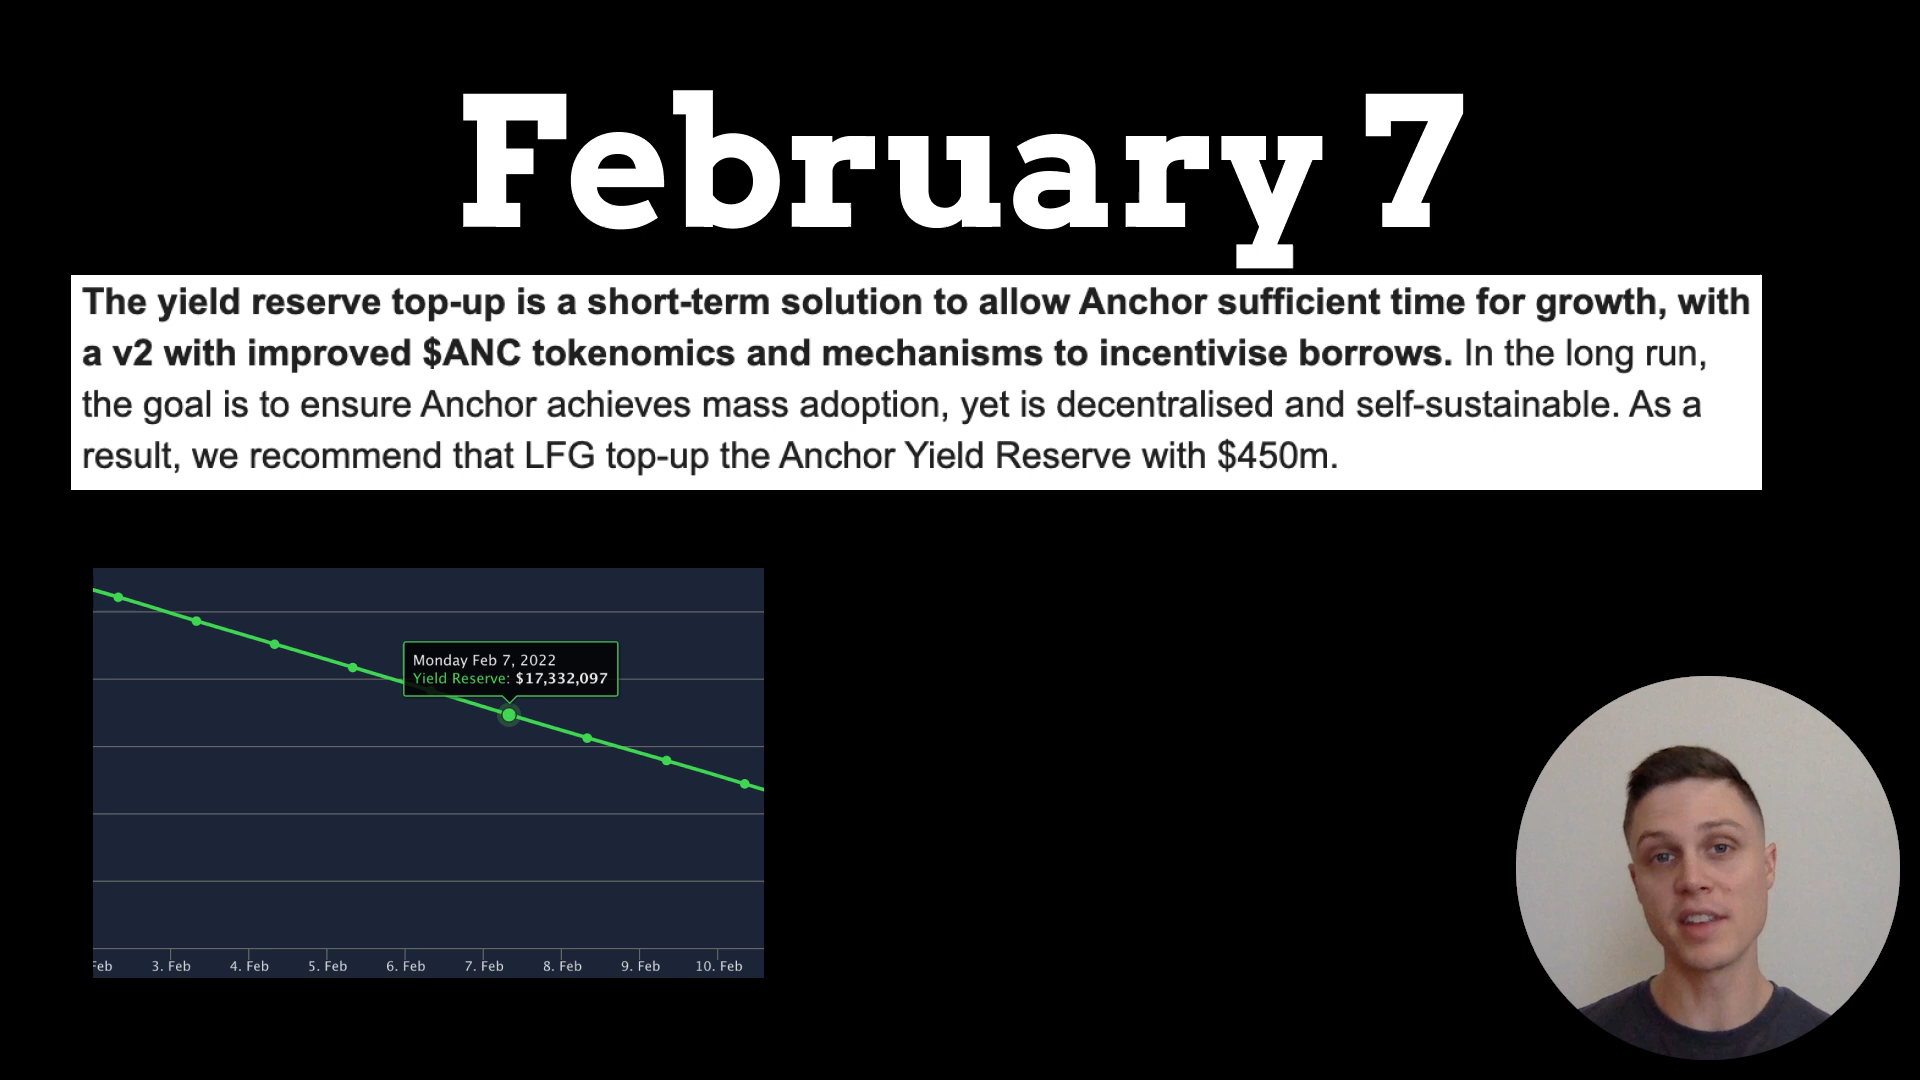 February 7
The yield reserve top-up is a short-term solution to allow Anchor sufficient time for growth, with
a v2 with improved $ANC tokenomics and mechanisms to incentivise borrows. In the long run,
the goal is to ensure Anchor achieves mass adoption, yet is decentralised and self-sustainable. As a
result, we recommend that LFG top-up the Anchor Yield Reserve with $450m.
Monday Feb 7, 2022
Yield Reserve: $17,332,097
Feb 3. Feb 4. Feb 5. Feb 6. Feb 7. Feb 8. Feb 9. Feb 10. Feb